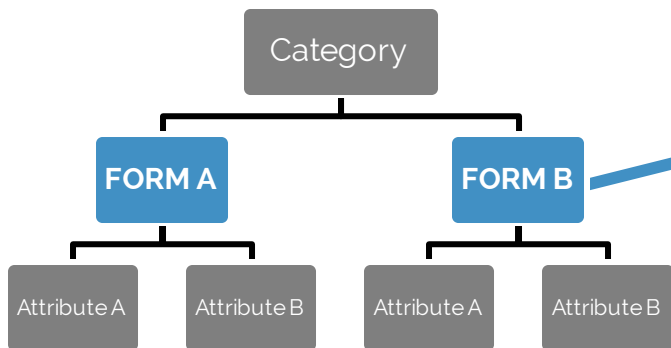 Category
FORM A
FORM B
Attribute A
Attribute B
Attribute A
Attribute B